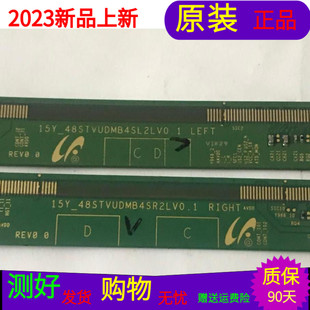 2023新品上新
原装 正品
15Y_48STVUDMB4SL2LV0.1 LEFT
C D
REV0.0
15Y_48STVUDMB4SR2LV0.1 RIGHT
REV0.0
D C
测好 发货 购物 无忧 赠送运费险
质保
90天